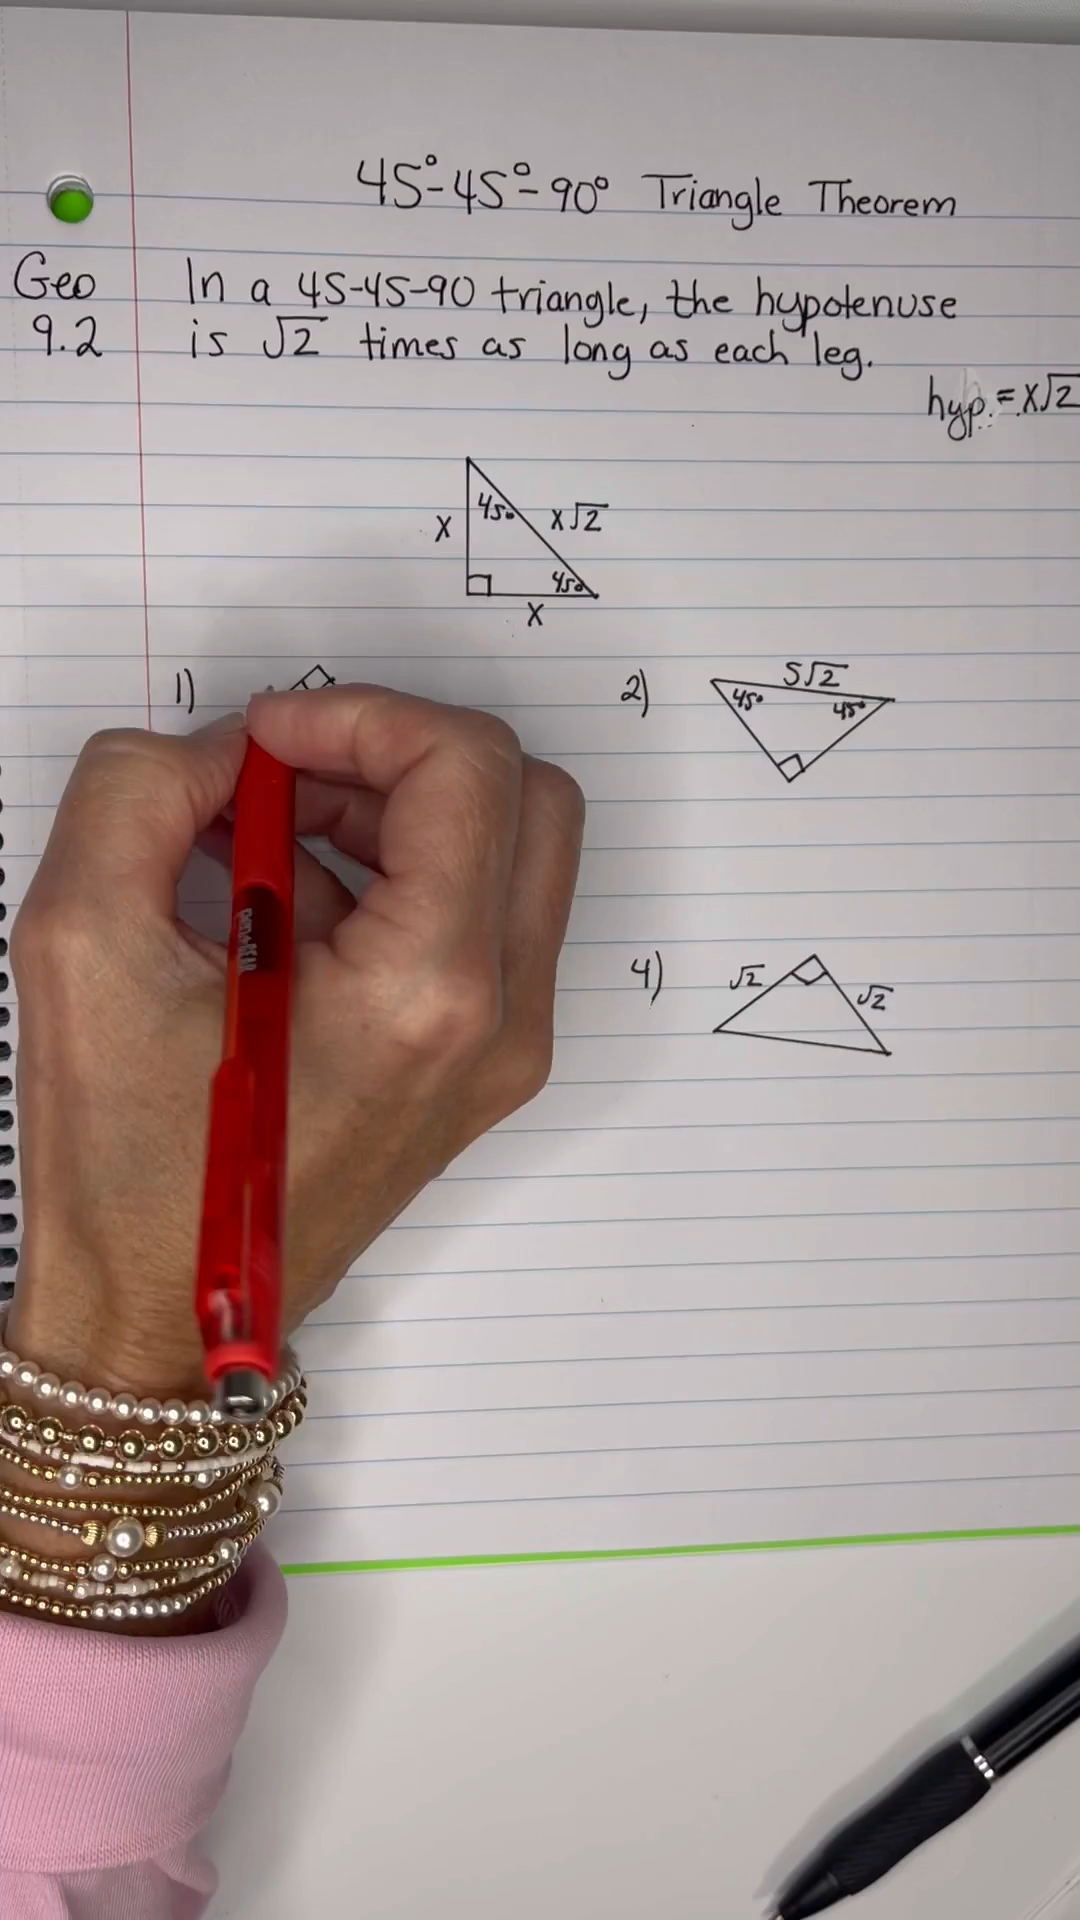 45°-45°-90° Triangle Theorem
Geo
9.2
In a 45-45-90 triangle, the hypotenuse
is √2 times as long as each leg.
hyp. = x√2
45°
x
x√2
45°
x
1)
2)
5√2
45°
45°
4)
√2
√2